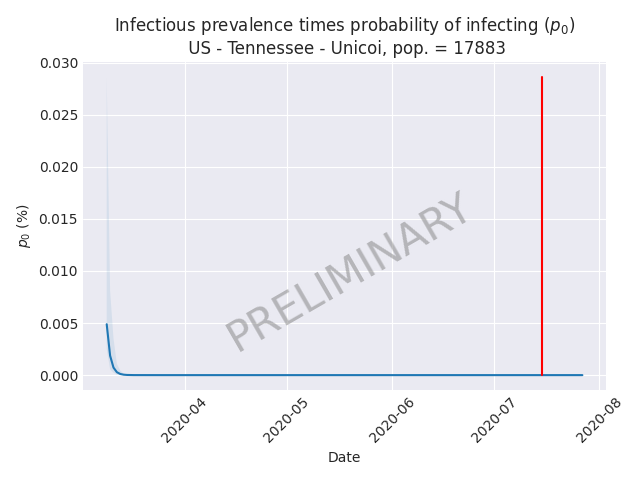 Infectious prevalence times probability of infecting (p₀)
US - Tennessee - Unicoi, pop. = 17883
0.030
0.025
0.020
0.015
0.010
0.005
0.000
p₀ (%)
PRELIMINARY
2020-04
2020-05
2020-06
2020-07
2020-08
Date